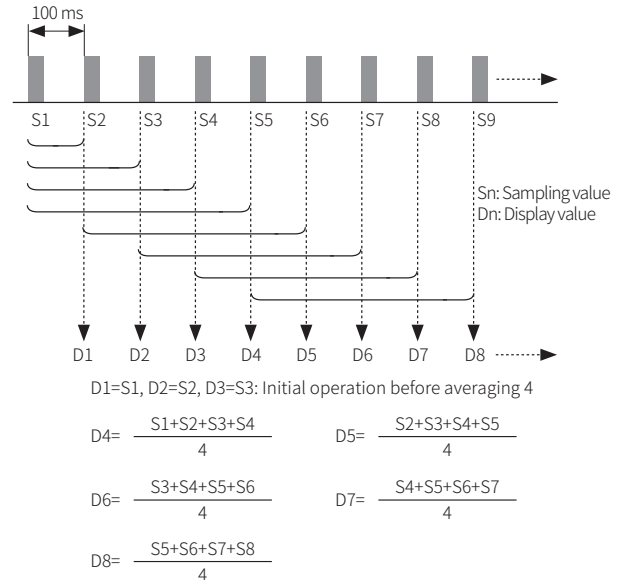 100 ms
S1 S2 S3 S4 S5 S6 S7 S8 S9
Sn: Sampling value
Dn: Display value
D1 D2 D3 D4 D5 D6 D7 D8
D1=S1, D2=S2, D3=S3: Initial operation before averaging 4
D4= S1+S2+S3+S4 / 4 D5= S2+S3+S4+S5 / 4
D6= S3+S4+S5+S6 / 4 D7= S4+S5+S6+S7 / 4
D8= S5+S6+S7+S8 / 4